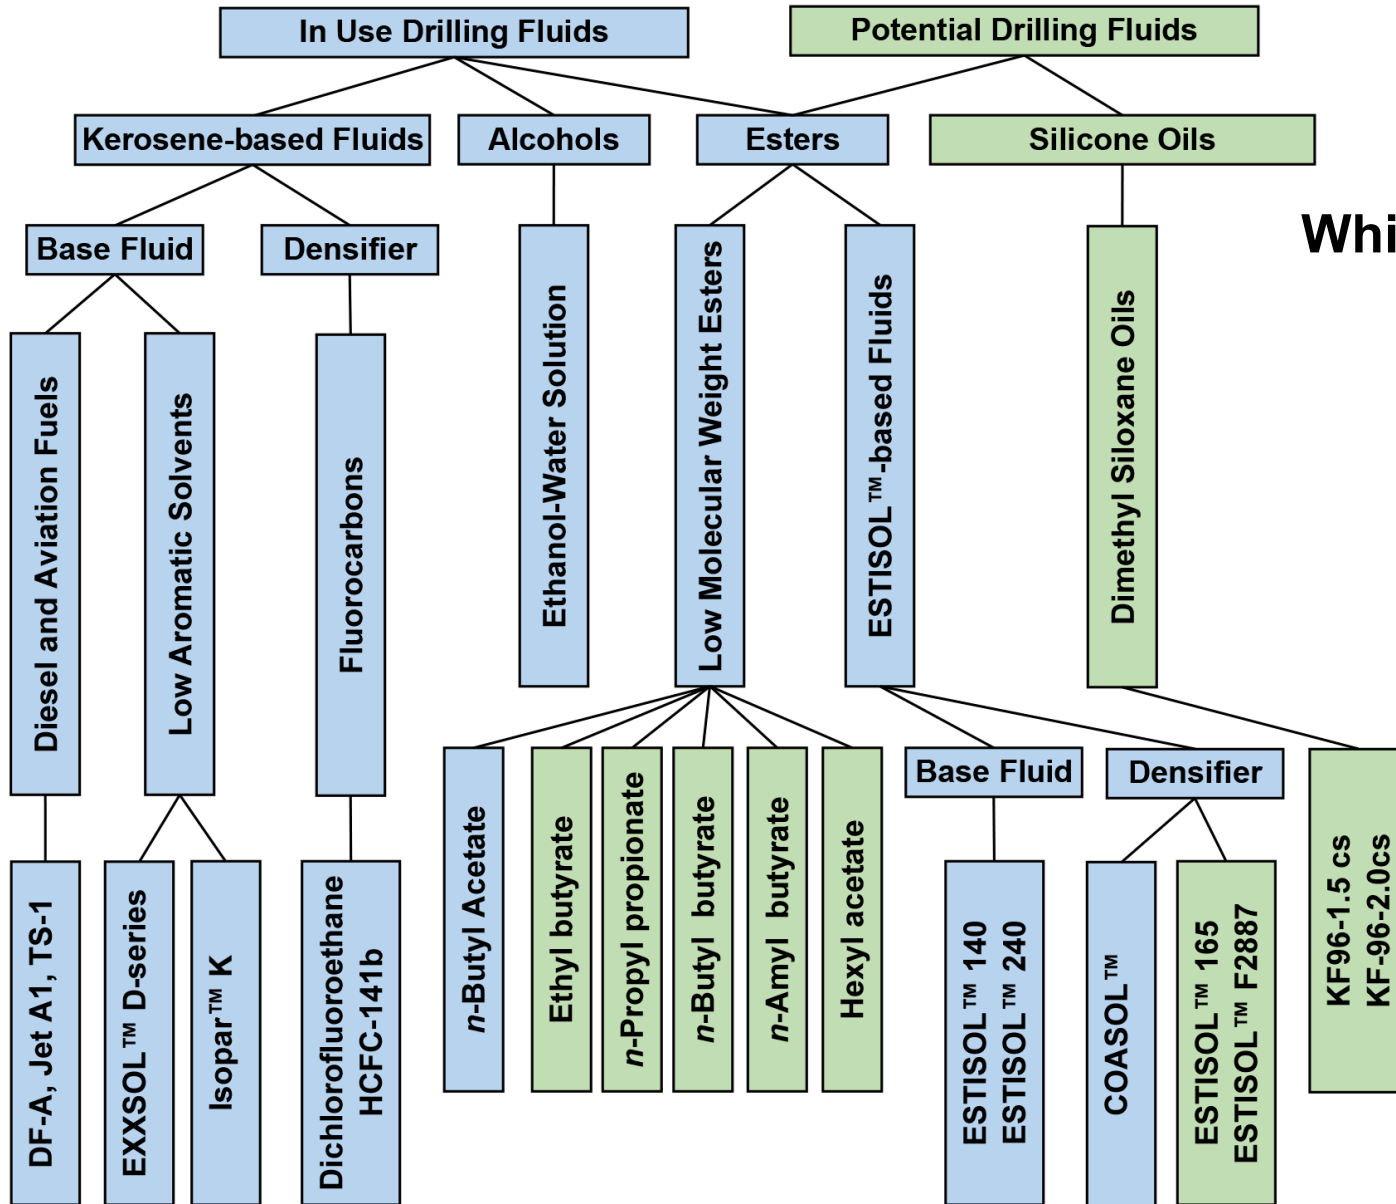 In Use Drilling Fluids
Potential Drilling Fluids
Kerosene-based Fluids
Alcohols
Esters
Silicone Oils
Whi
Base Fluid
Densifier
Diesel and Aviation Fuels
Low Aromatic Solvents
Fluorocarbons
Ethanol-Water Solution
Low Molecular Weight Esters
ESTISOL™-based Fluids
Dimethyl Siloxane Oils
Base Fluid
Densifier
DF-A, Jet A1, TS-1
EXXSOL™ D-series
Isopar™ K
Dichlorofluoroethane
HCFC-141b
n-Butyl Acetate
Ethyl butyrate
n-Propyl propionate
n-Butyl butyrate
n-Amyl butyrate
Hexyl acetate
ESTISOL™ 140
ESTISOL™ 240
COASOL™
ESTISOL™ 165
ESTISOL™ F2887
KF96-1.5 cs
KF-96-2.0cs